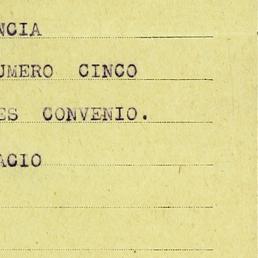 NCIA
UMERO CINCO
ES CONVENIO.
ACIO